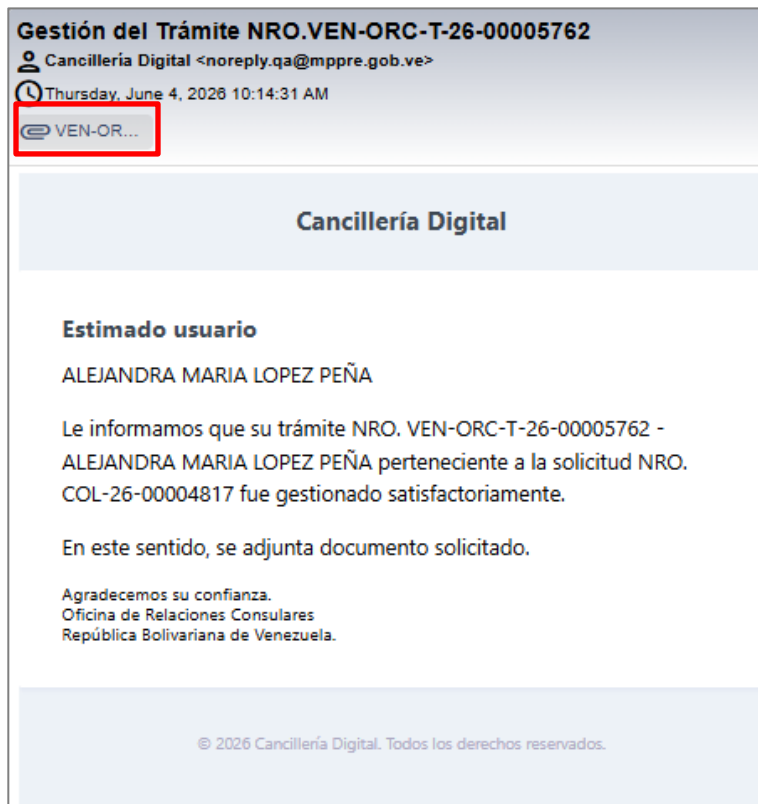 Gestión del Trámite NRO.VEN-ORC-T-26-00005762
Cancillería Digital <noreply.qa@mppre.gob.ve>
Thursday, June 4, 2026 10:14:31 AM
VEN-OR...
Cancillería Digital
Estimado usuario
ALEJANDRA MARIA LOPEZ PEÑA
Le informamos que su trámite NRO. VEN-ORC-T-26-00005762 -
ALEJANDRA MARIA LOPEZ PEÑA perteneciente a la solicitud NRO.
COL-26-00004817 fue gestionado satisfactoriamente.
En este sentido, se adjunta documento solicitado.
Agradecemos su confianza.
Oficina de Relaciones Consulares
República Bolivariana de Venezuela.
© 2026 Cancillería Digital. Todos los derechos reservados.